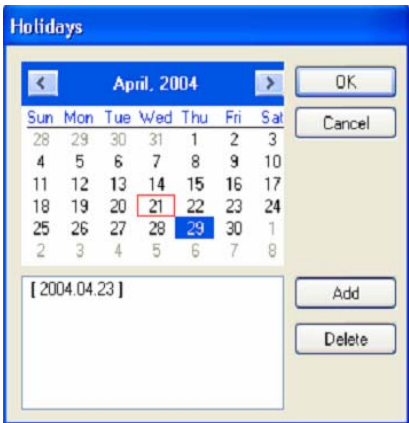 Holidays
April, 2004
OK
Sun Mon Tue Wed Thu Fri Sat
Cancel
28 29 30 31 1 2 3
4 5 6 7 8 9 10
11 12 13 14 15 16 17
18 19 20 21 22 23 24
25 26 27 28 29 30 1
2 3 4 5 6 7 8
[ 2004.04.23 ]
Add
Delete